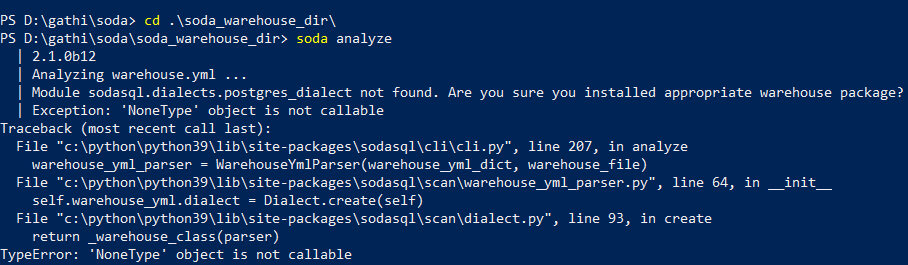 PS D:\gathi\soda> cd .\soda_warehouse_dir\
PS D:\gathi\soda\soda_warehouse_dir> soda analyze
  | 2.1.0b12
  | Analyzing warehouse.yml ...
  | Module sodasql.dialects.postgres_dialect not found. Are you sure you installed appropriate warehouse package?
  | Exception: 'NoneType' object is not callable
Traceback (most recent call last):
  File "c:\python\python39\lib\site-packages\sodasql\cli\cli.py", line 207, in analyze
    warehouse_yml_parser = WarehouseYmlParser(warehouse_yml_dict, warehouse_file)
  File "c:\python\python39\lib\site-packages\sodasql\scan\warehouse_yml_parser.py", line 64, in __init__
    self.warehouse_yml.dialect = Dialect.create(self)
  File "c:\python\python39\lib\site-packages\sodasql\scan\dialect.py", line 93, in create
    return _warehouse_class(parser)
TypeError: 'NoneType' object is not callable